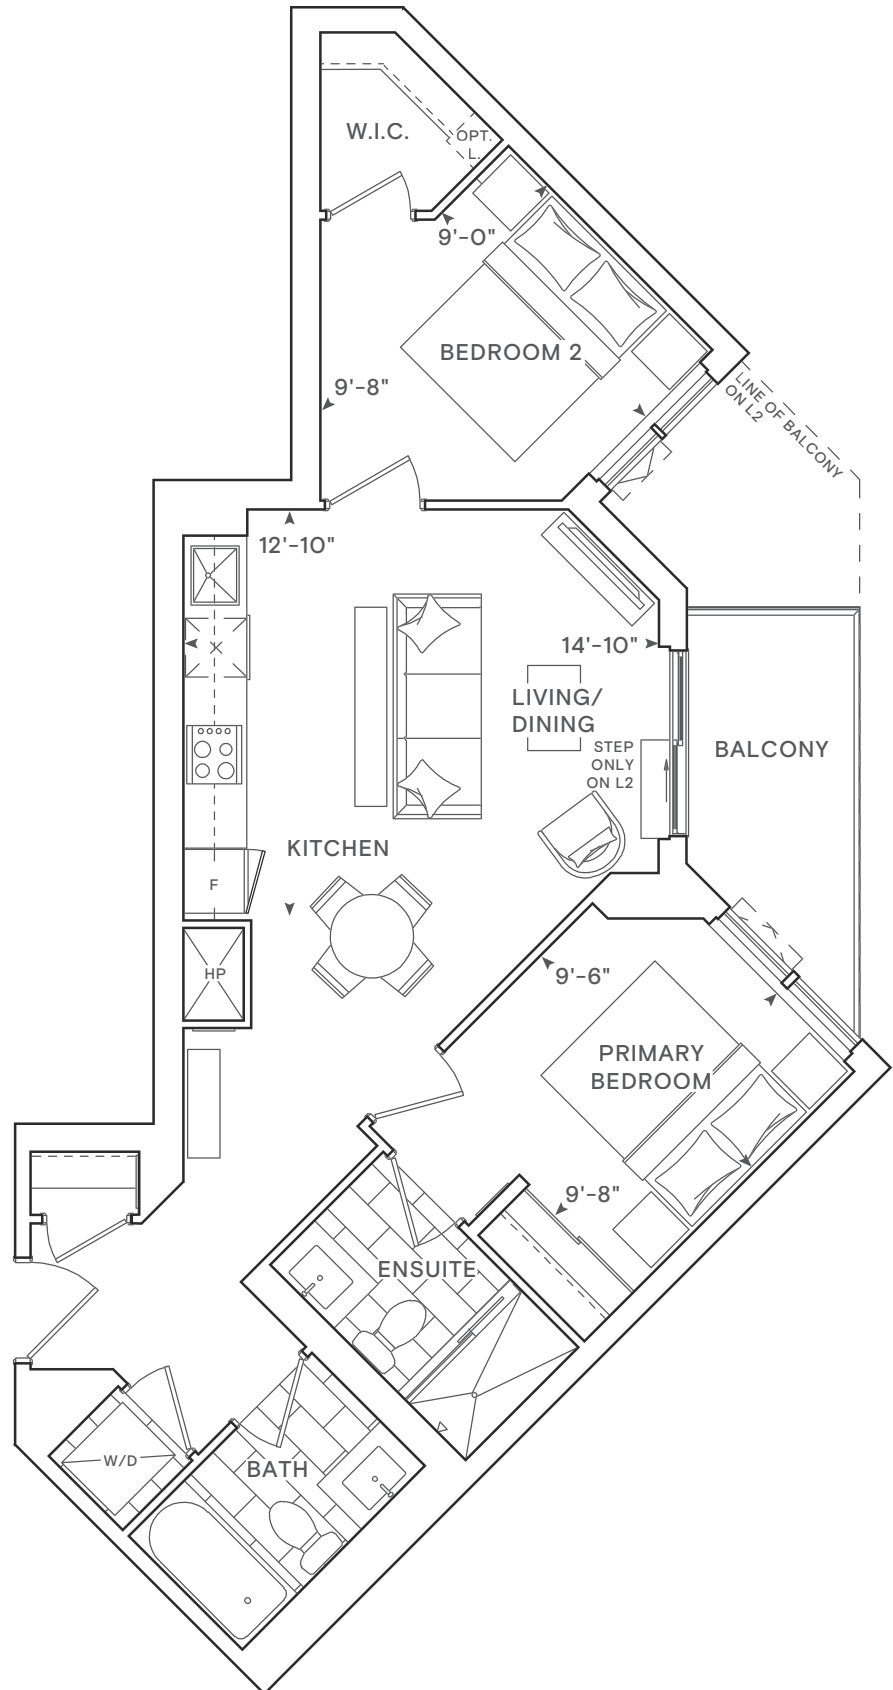 W.I.C.
OPT.
L.
9'-0"
BEDROOM 2
9'-8"
LINE OF BALCONY
ON L2
12'-10"
14'-10"
LIVING/
DINING
STEP
ONLY
ON L2
BALCONY
KITCHEN
F
HP
9'-6"
PRIMARY
BEDROOM
9'-8"
ENSUITE
W/D
BATH